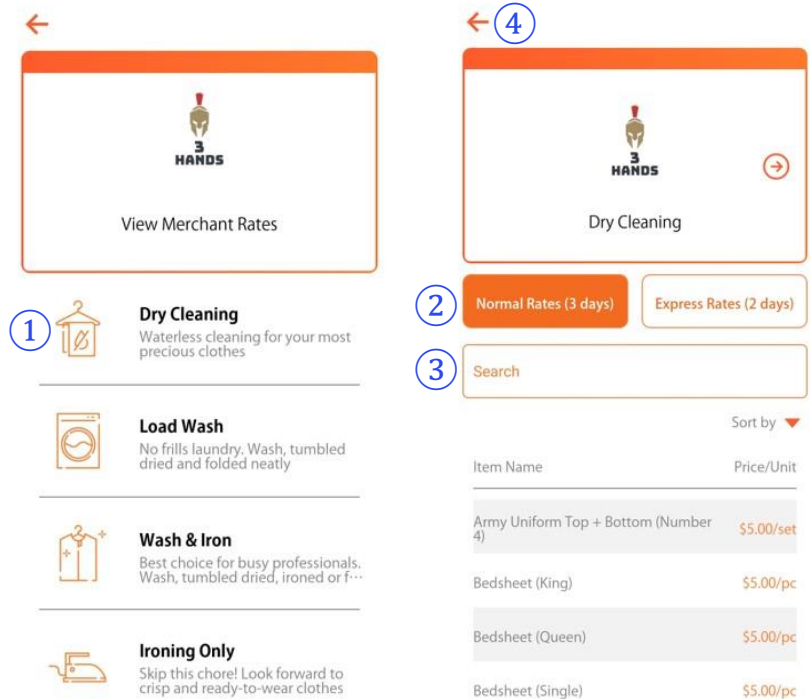 3
HANDS
View Merchant Rates
①
Dry Cleaning
Waterless cleaning for your most
precious clothes
Load Wash
No frills laundry. Wash, tumbled
dried and folded neatly
Wash & Iron
Best choice for busy professionals.
Wash, tumbled dried, ironed or f⋯
Ironing Only
Skip this chore! Look forward to
crisp and ready-to-wear clothes
④
3
HANDS
Dry Cleaning
②
Normal Rates (3 days)
Express Rates (2 days)
③
Search
Sort by
Item Name
Price/Unit
Army Uniform Top + Bottom (Number
4)
$5.00/set
Bedsheet (King)
$5.00/pc
Bedsheet (Queen)
$5.00/pc
Bedsheet (Single)
$5.00/pc